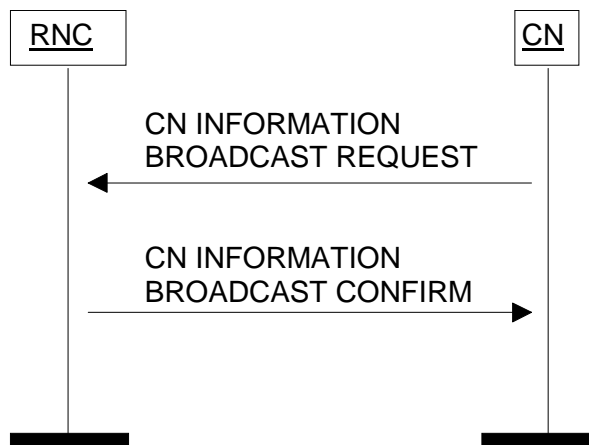 RNC
CN
CN INFORMATION
BROADCAST REQUEST
CN INFORMATION
BROADCAST CONFIRM